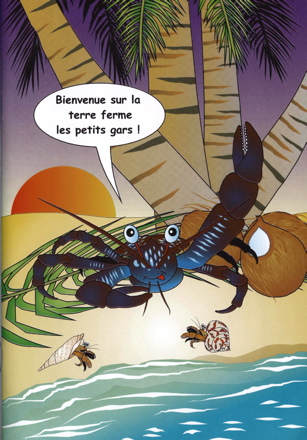 Bienvenue sur la
terre ferme
les petits gars !